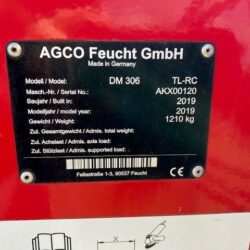 AGCO Feucht GmbH
Made in Germany
Modell / Model: DM 306 TL-RC
Masch.-Nr./ Serial No.: AKX00120
Baujahr / Built in: 2019
Modelljahr / model year: 2019
Gewicht / Weight: 1210 kg
Zul. Gesamtgewicht / Admis. total weight:
Zul. Achslast / Admis. axle load:
Zul. Stützlast / Admis. supported load:
Fellastraße 1-3, 90537 Feucht
X